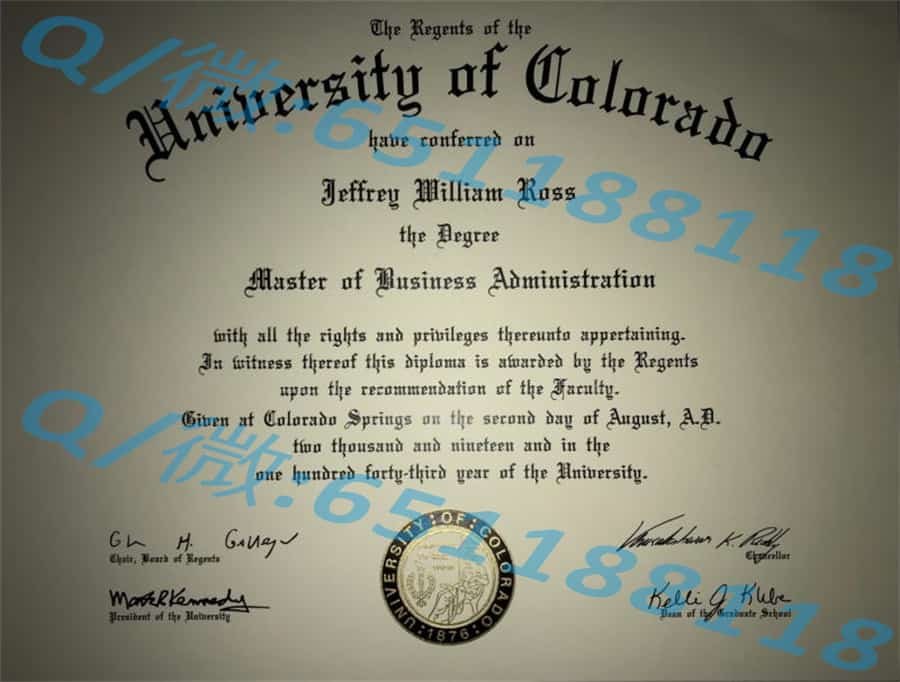 The Regents of the
University of Colorado
have conferred on
Jeffrey William Ross
the Degree
Master of Business Administration
with all the rights and privileges thereunto appertaining.
In witness thereof this diploma is awarded by the Regents
upon the recommendation of the Faculty.
Given at Colorado Springs on the second day of August, A.D.
two thousand and nineteen and in the
one hundred forty-third year of the University.
Chair, Board of Regents
Chancellor
Mark R Kennedy
President of the University
Kelli J Klebe
Dean of the Graduate School
UNIVERSITY OF COLORADO
1876
Q/微:651188118
Q/微:651188118